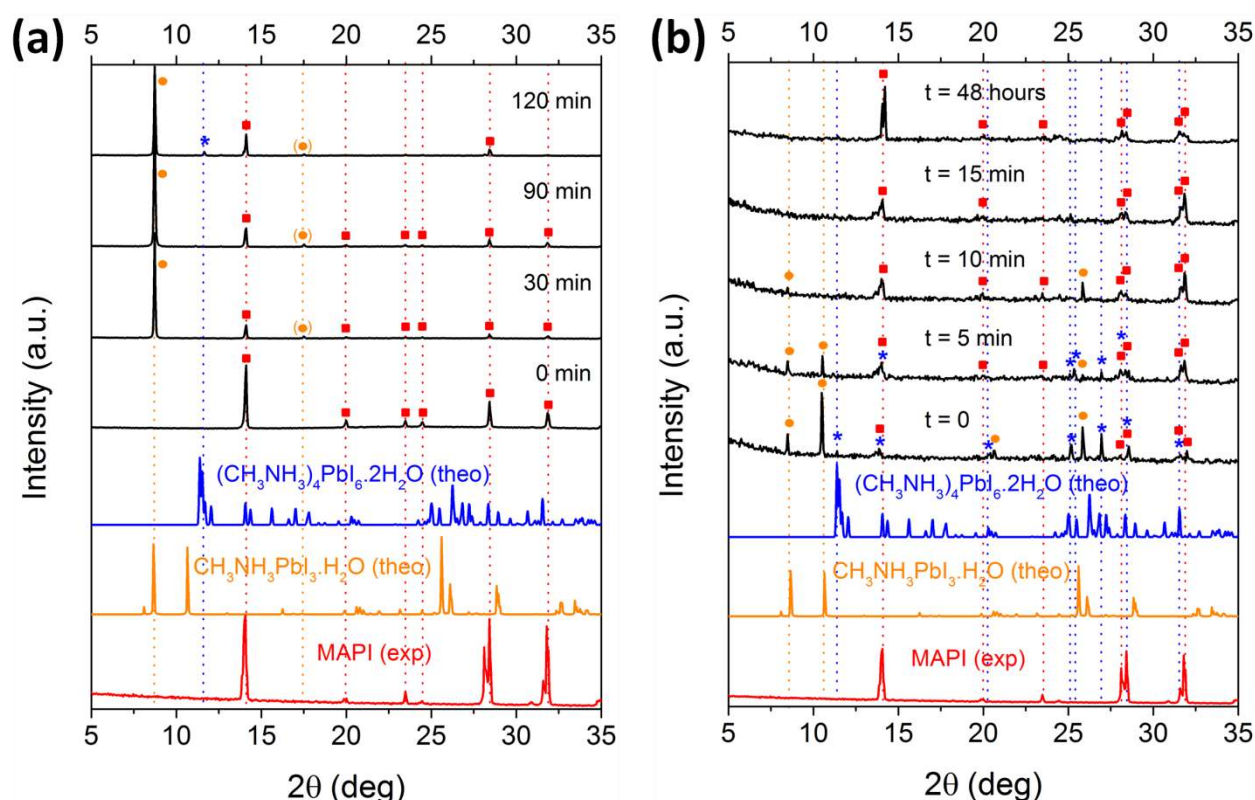 (a)
5 10 15 20 25 30 35
120 min
90 min
30 min
0 min
(CH₃NH₃)₄PbI₆.2H₂O (theo)
CH₃NH₃PbI₃.H₂O (theo)
MAPI (exp)
Intensity (a.u.)
5 10 15 20 25 30 35
2θ (deg)
(b)
5 10 15 20 25 30 35
t = 48 hours
t = 15 min
t = 10 min
t = 5 min
t = 0
(CH₃NH₃)₄PbI₆.2H₂O (theo)
CH₃NH₃PbI₃.H₂O (theo)
MAPI (exp)
Intensity (a.u.)
5 10 15 20 25 30 35
2θ (deg)